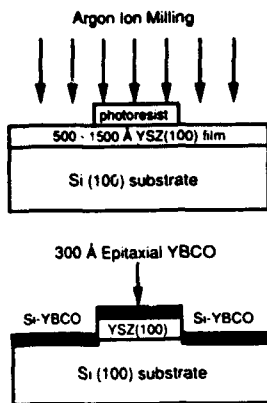 Argon Ion Milling
photoresist
500 - 1500 Å YSZ(100) film
Si (100) substrate
300 Å Epitaxial YBCO
Si-YBCO Si-YBCO
YSZ(100)
Si (100) substrate